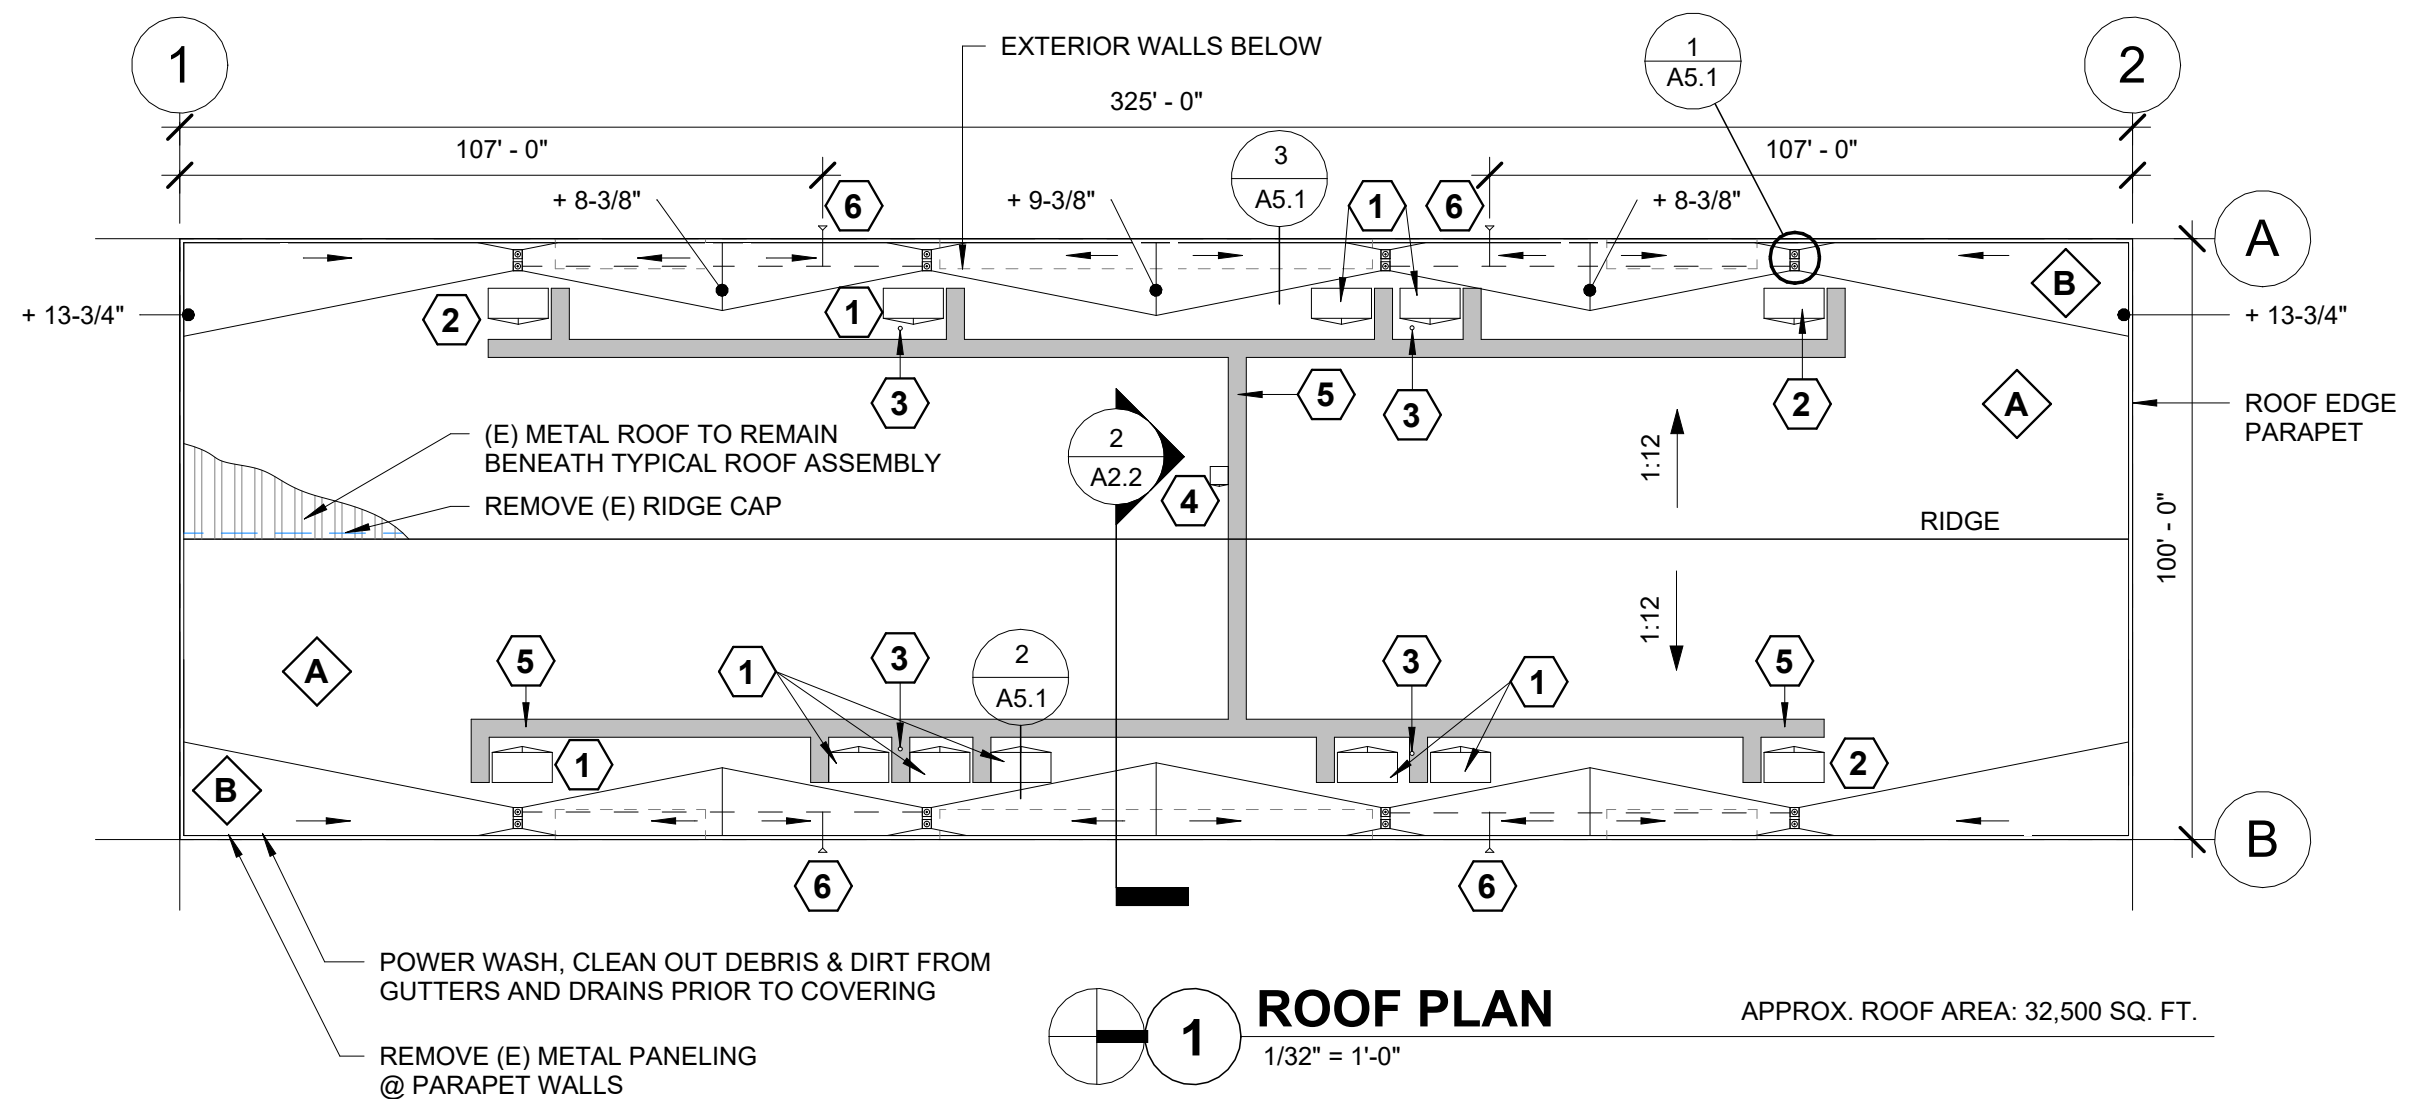 1
EXTERIOR WALLS BELOW
1
A5.1
2
325' - 0"
107' - 0"
107' - 0"
3
A5.1
+ 8-3/8"
6
+ 9-3/8"
1
6
+ 8-3/8"
A
B
+ 13-3/4"
2
1
+ 13-3/4"
3
5
3
2
A
ROOF EDGE
PARAPET
(E) METAL ROOF TO REMAIN
BENEATH TYPICAL ROOF ASSEMBLY
REMOVE (E) RIDGE CAP
2
A2.2
4
1:12
RIDGE
100' - 0"
1:12
A
5
1
3
2
A5.1
3
1
5
B
1
2
B
6
6
POWER WASH, CLEAN OUT DEBRIS & DIRT FROM
GUTTERS AND DRAINS PRIOR TO COVERING
REMOVE (E) METAL PANELING
@ PARAPET WALLS
1
ROOF PLAN
APPROX. ROOF AREA: 32,500 SQ. FT.
1/32" = 1'-0"